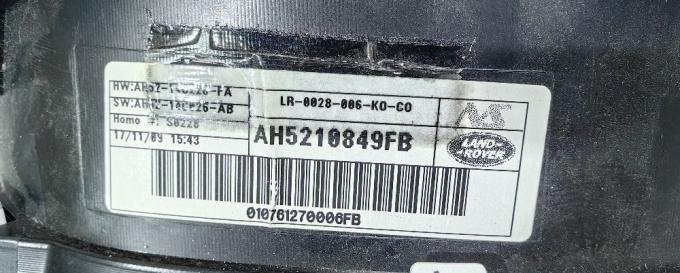 LR-0028-006-KO-CO
Homo #: S0228
17/11/09 15:43
AH5210849FB
LAND-
ROVER
010761270006FB